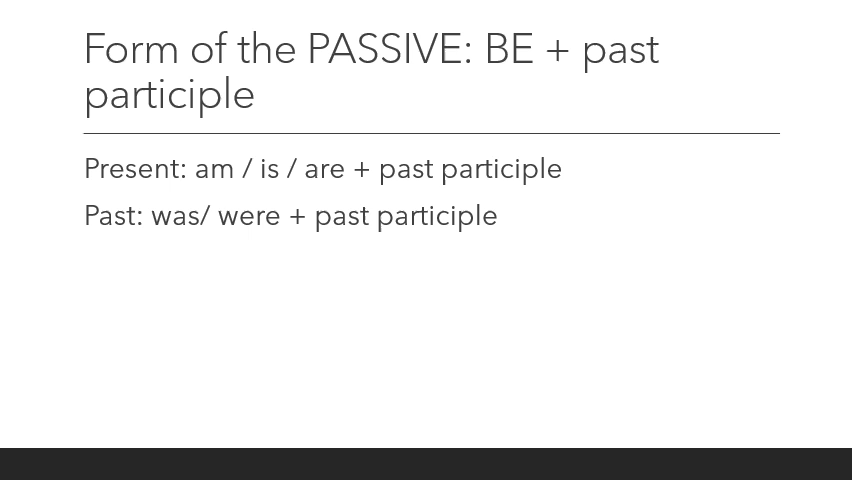 Form of the PASSIVE: BE + past
participle
Present: am / is / are + past participle
Past: was/ were + past participle